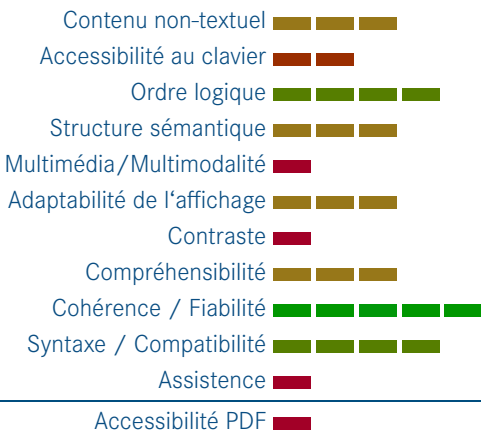 Contenu non-textuel
Accessibilité au clavier
Ordre logique
Structure sémantique
Multimédia/Multimodalité
Adaptabilité de l‘affichage
Contraste
Compréhensibilité
Cohérence / Fiabilité
Syntaxe / Compatibilité
Assistence
Accessibilité PDF